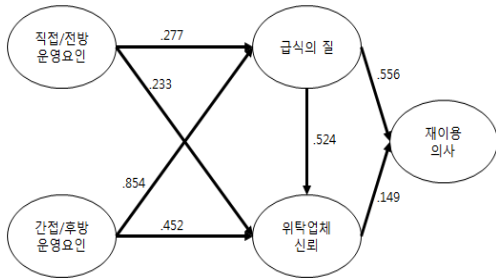 직접/전방
운영요인
.277
급식의 질
.233
.556
.524
재이용
의사
.854
.149
간접/후방
운영요인
.452
위탁업체
신뢰